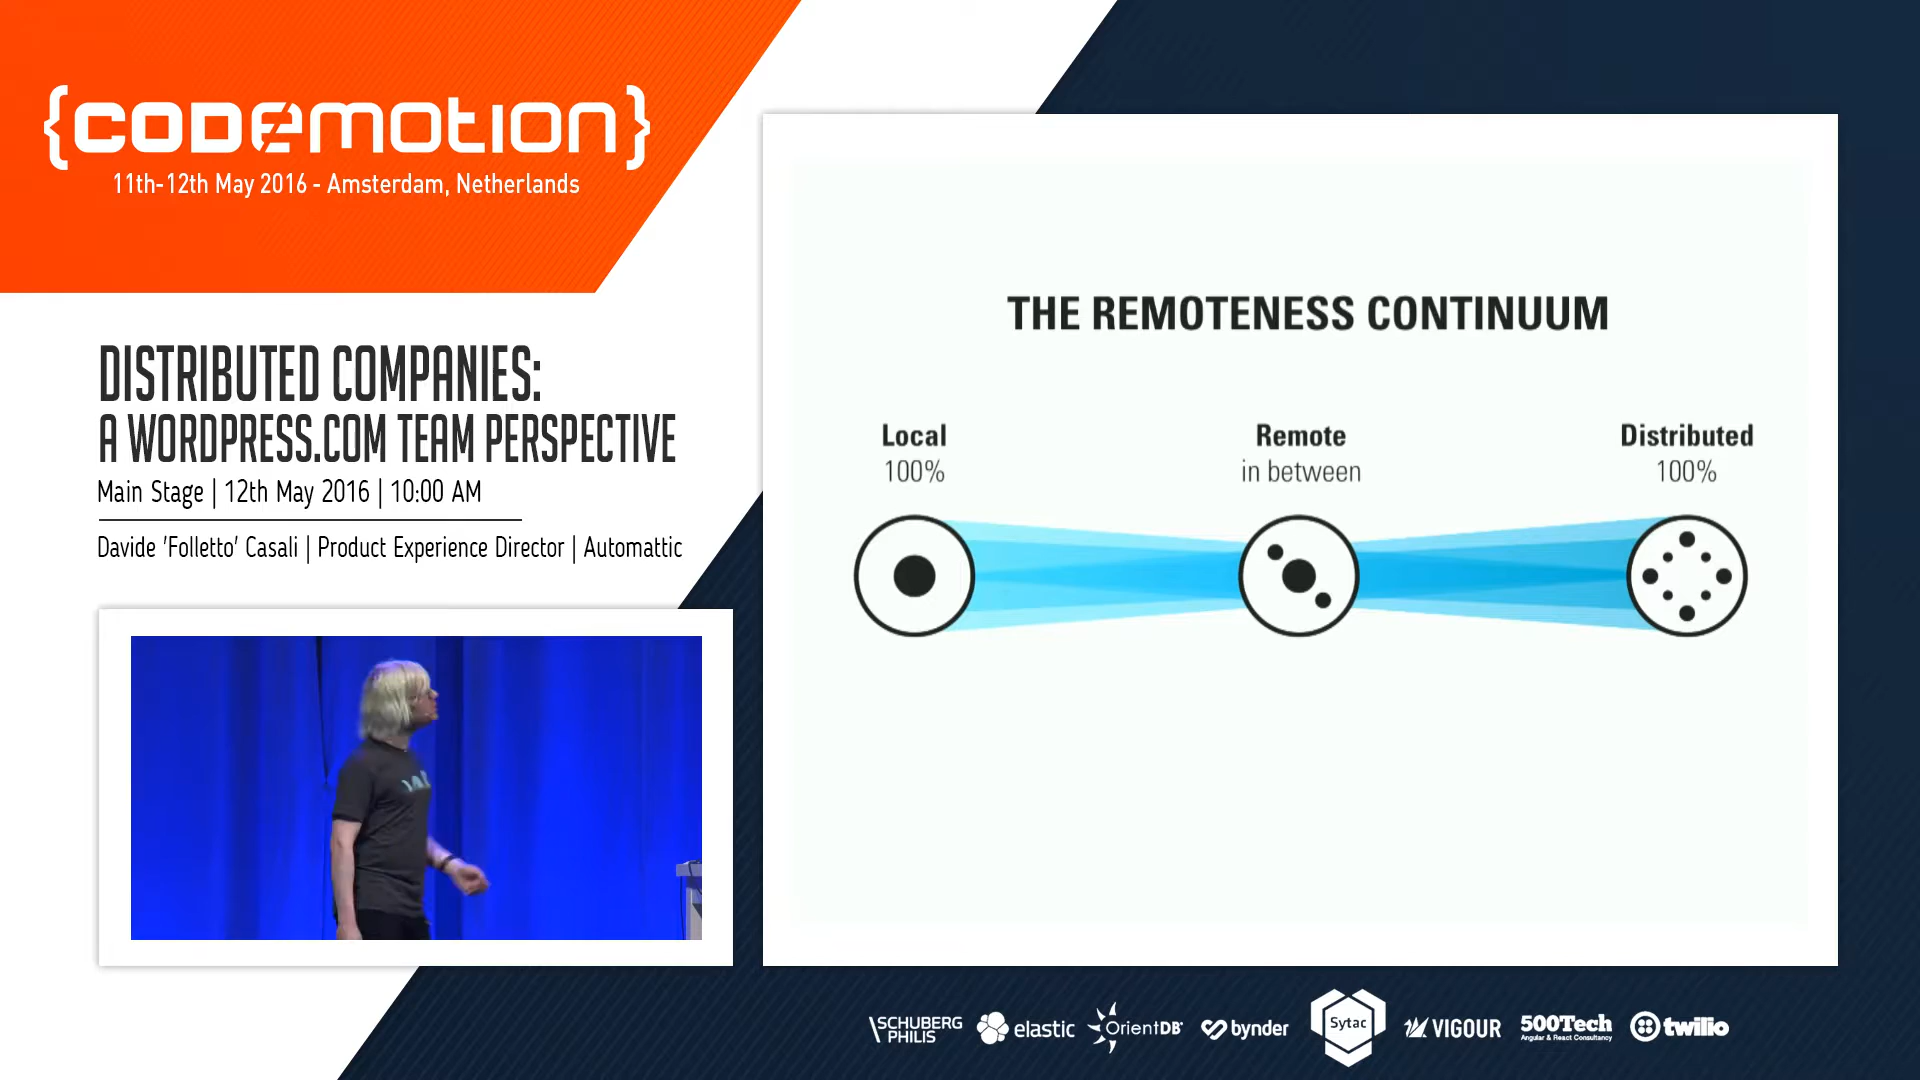 {CODEMOTION}
11th-12th May 2016 - Amsterdam, Netherlands
DISTRIBUTED COMPANIES:
A WORDPRESS.COM TEAM PERSPECTIVE
Main Stage | 12th May 2016 | 10:00 AM
Davide 'Folletto' Casali | Product Experience Director | Automattic
THE REMOTENESS CONTINUUM
Local
100%
Remote
in between
Distributed
100%
SCHUBERG
PHILIS
elastic
OrientDB
bynder
Sytac
VIGOUR
500Tech
Angular & React Consultancy
twilio